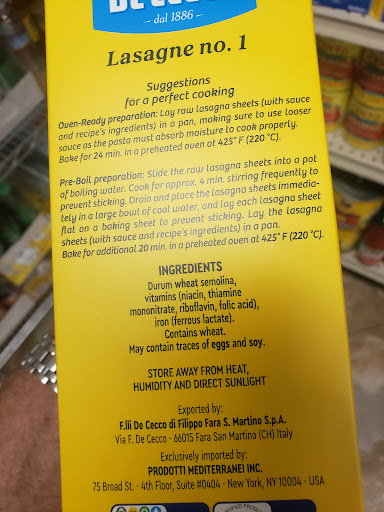 - dal 1886 -
Lasagne no. 1
Suggestions
for a perfect cooking
Oven-Ready preparation: Lay raw lasagna sheets (with sauce
and recipe's ingredients) in a pan, making sure to use looser
sauce as the pasta must absorb moisture to cook properly.
Bake for 24 min. in a preheated oven at 425° F (220 °C).
Pre-Boil preparation: Slide the raw lasagna sheets into a pot
of boiling water. Cook for approx. 4 min. stirring frequently to
prevent sticking. Drain and place the lasagna sheets immedia-
tely in a large bowl of cool water, and lay each lasagna sheet
flat on a baking sheet to prevent sticking. Lay the lasagna
sheets (with sauce and recipe's ingredients) in a pan.
Bake for additional 20 min. in a preheated oven at 425° F (220 °C).
INGREDIENTS
Durum wheat semolina,
vitamins (niacin, thiamine
mononitrate, riboflavin, folic acid),
iron (ferrous lactate).
Contains wheat.
May contain traces of eggs and soy.
STORE AWAY FROM HEAT,
HUMIDITY AND DIRECT SUNLIGHT
Exported by:
F.lli De Cecco di Filippo Fara S. Martino S.p.A.
Via F. De Cecco - 66015 Fara San Martino (CH) Italy
Exclusively imported by:
PRODOTTI MEDITERRANEI INC.
75 Broad St. - 4th Floor, Suite #0404 - New York, NY 10004 - USA